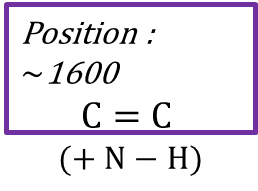 Position :
~1600
C = C
(+ N − H)